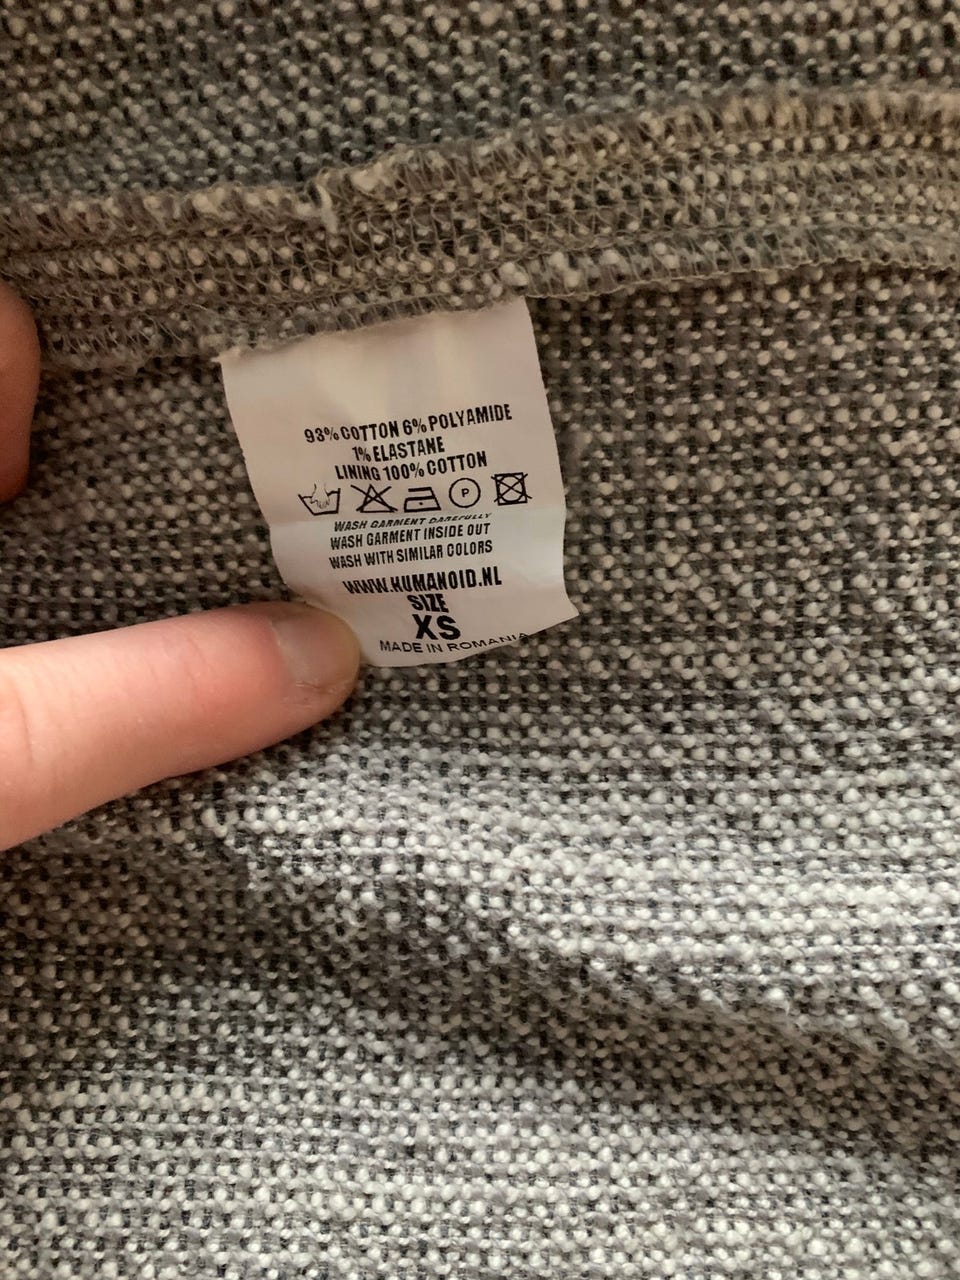 93% COTTON 6% POLYAMIDE
1% ELASTANE
LINING 100% COTTON
P
WASH GARMENT CAREFULLY
WASH GARMENT INSIDE OUT
WASH WITH SIMILAR COLORS
WWW.HUMANOID.NL
SIZE
XS
MADE IN ROMANIA